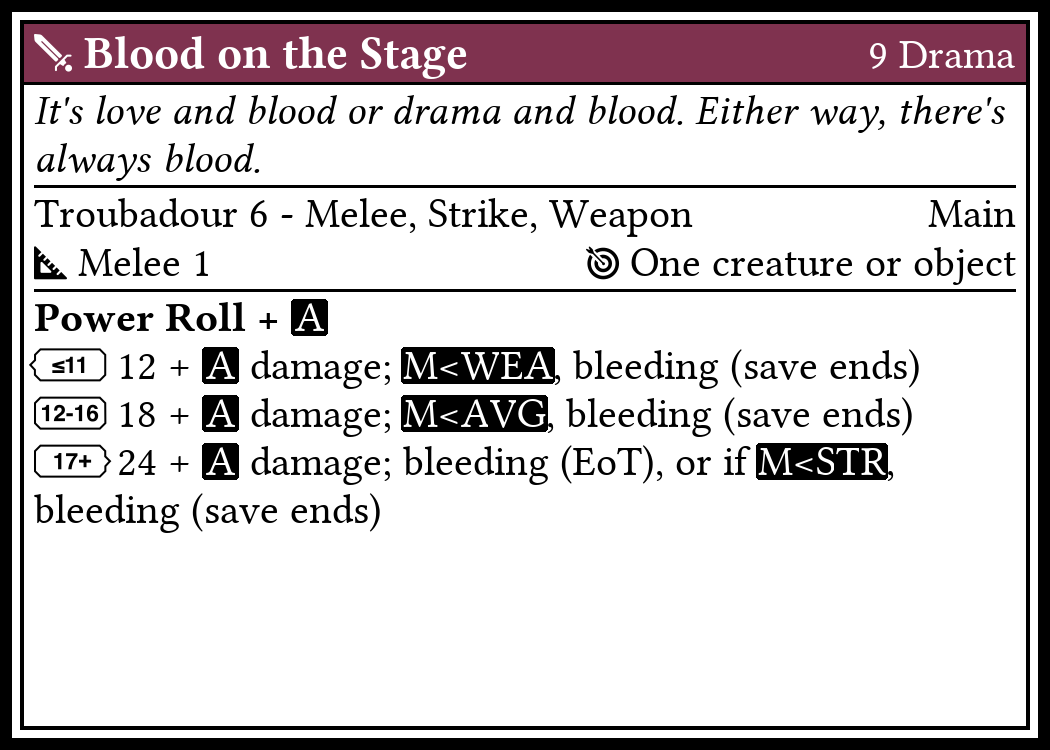 Blood on the Stage 9 Drama
It's love and blood or drama and blood. Either way, there's
always blood.
Troubadour 6 - Melee, Strike, Weapon Main
Melee 1 One creature or object
Power Roll + A
≤11 12 + A damage; M<WEA, bleeding (save ends)
12-16 18 + A damage; M<AVG, bleeding (save ends)
17+ 24 + A damage; bleeding (EoT), or if M<STR,
bleeding (save ends)